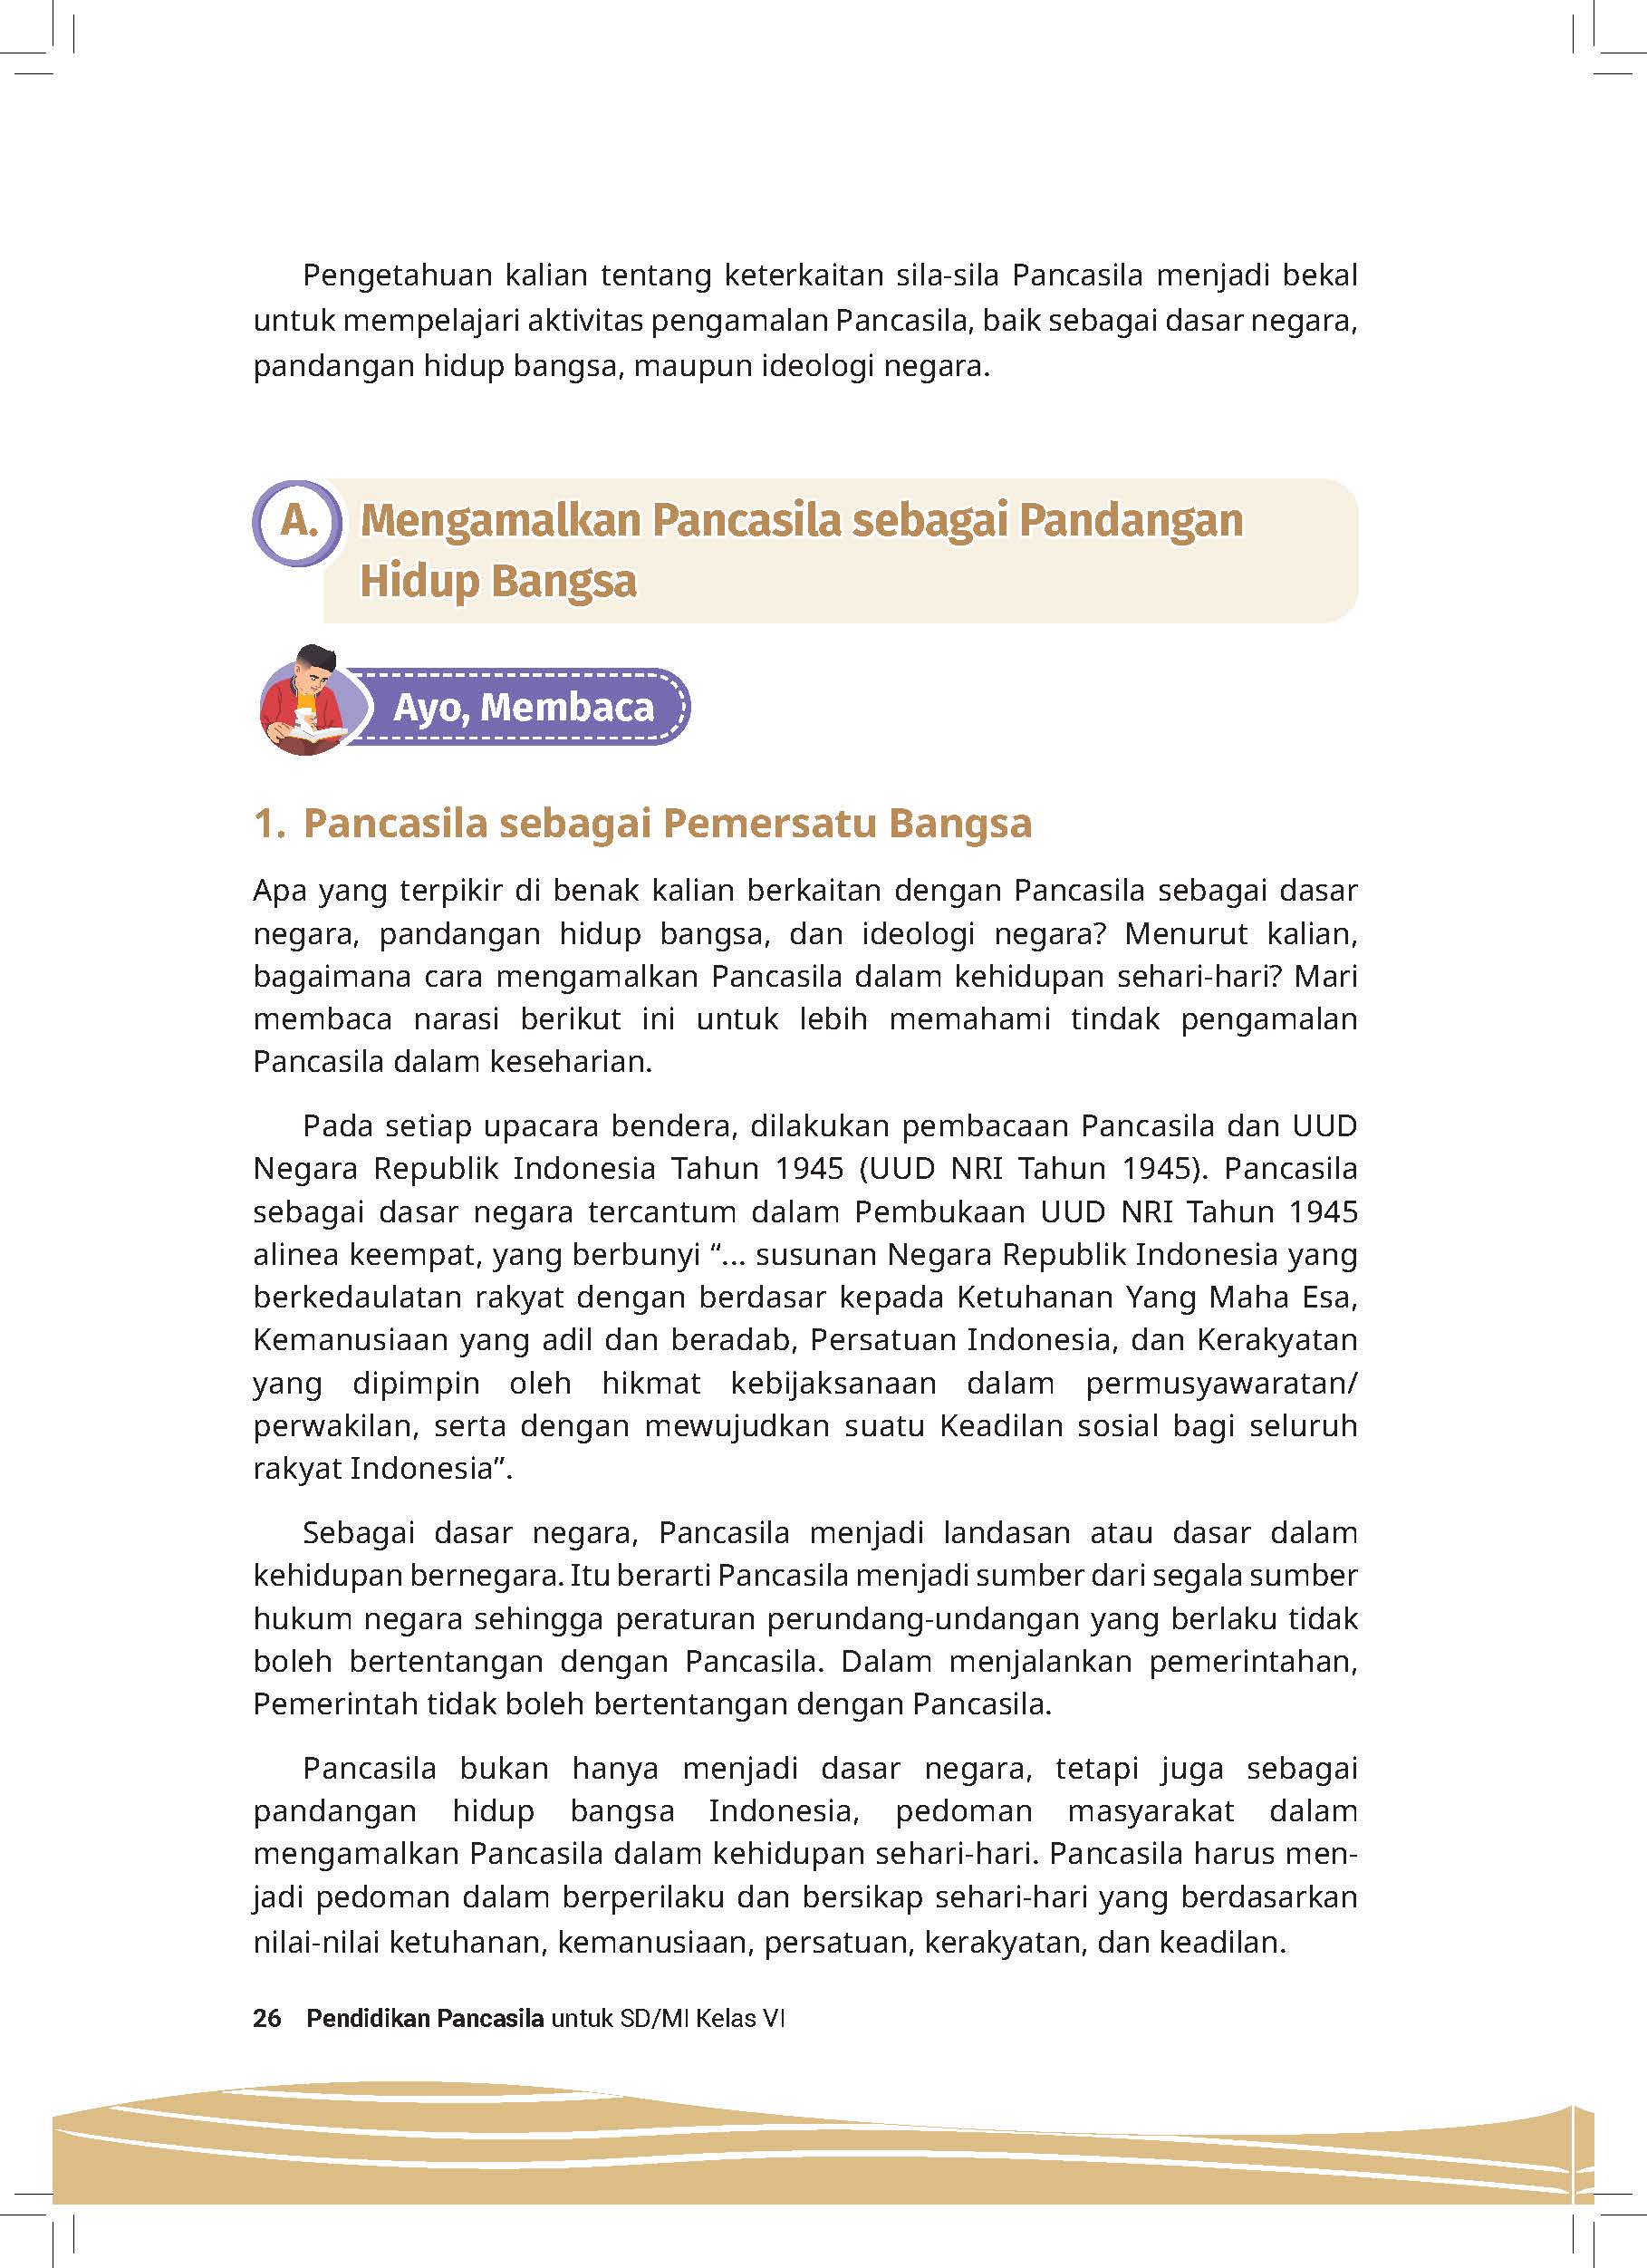 Pengetahuan kalian tentang keterkaitan sila-sila Pancasila menjadi bekal
untuk mempelajari aktivitas pengamalan Pancasila, baik sebagai dasar negara,
pandangan hidup bangsa, maupun ideologi negara.
A. Mengamalkan Pancasila sebagai Pandangan
Hidup Bangsa
Ayo, Membaca
1. Pancasila sebagai Pemersatu Bangsa
Apa yang terpikir di benak kalian berkaitan dengan Pancasila sebagai dasar
negara, pandangan hidup bangsa, dan ideologi negara? Menurut kalian,
bagaimana cara mengamalkan Pancasila dalam kehidupan sehari-hari? Mari
membaca narasi berikut ini untuk lebih memahami tindak pengamalan
Pancasila dalam keseharian.
Pada setiap upacara bendera, dilakukan pembacaan Pancasila dan UUD
Negara Republik Indonesia Tahun 1945 (UUD NRI Tahun 1945). Pancasila
sebagai dasar negara tercantum dalam Pembukaan UUD NRI Tahun 1945
alinea keempat, yang berbunyi “... susunan Negara Republik Indonesia yang
berkedaulatan rakyat dengan berdasar kepada Ketuhanan Yang Maha Esa,
Kemanusiaan yang adil dan beradab, Persatuan Indonesia, dan Kerakyatan
yang dipimpin oleh hikmat kebijaksanaan dalam permusyawaratan/
perwakilan, serta dengan mewujudkan suatu Keadilan sosial bagi seluruh
rakyat Indonesia”.
Sebagai dasar negara, Pancasila menjadi landasan atau dasar dalam
kehidupan bernegara. Itu berarti Pancasila menjadi sumber dari segala sumber
hukum negara sehingga peraturan perundang-undangan yang berlaku tidak
boleh bertentangan dengan Pancasila. Dalam menjalankan pemerintahan,
Pemerintah tidak boleh bertentangan dengan Pancasila.
Pancasila bukan hanya menjadi dasar negara, tetapi juga sebagai
pandangan hidup bangsa Indonesia, pedoman masyarakat dalam
mengamalkan Pancasila dalam kehidupan sehari-hari. Pancasila harus men-
jadi pedoman dalam berperilaku dan bersikap sehari-hari yang berdasarkan
nilai-nilai ketuhanan, kemanusiaan, persatuan, kerakyatan, dan keadilan.
26 Pendidikan Pancasila untuk SD/MI Kelas VI